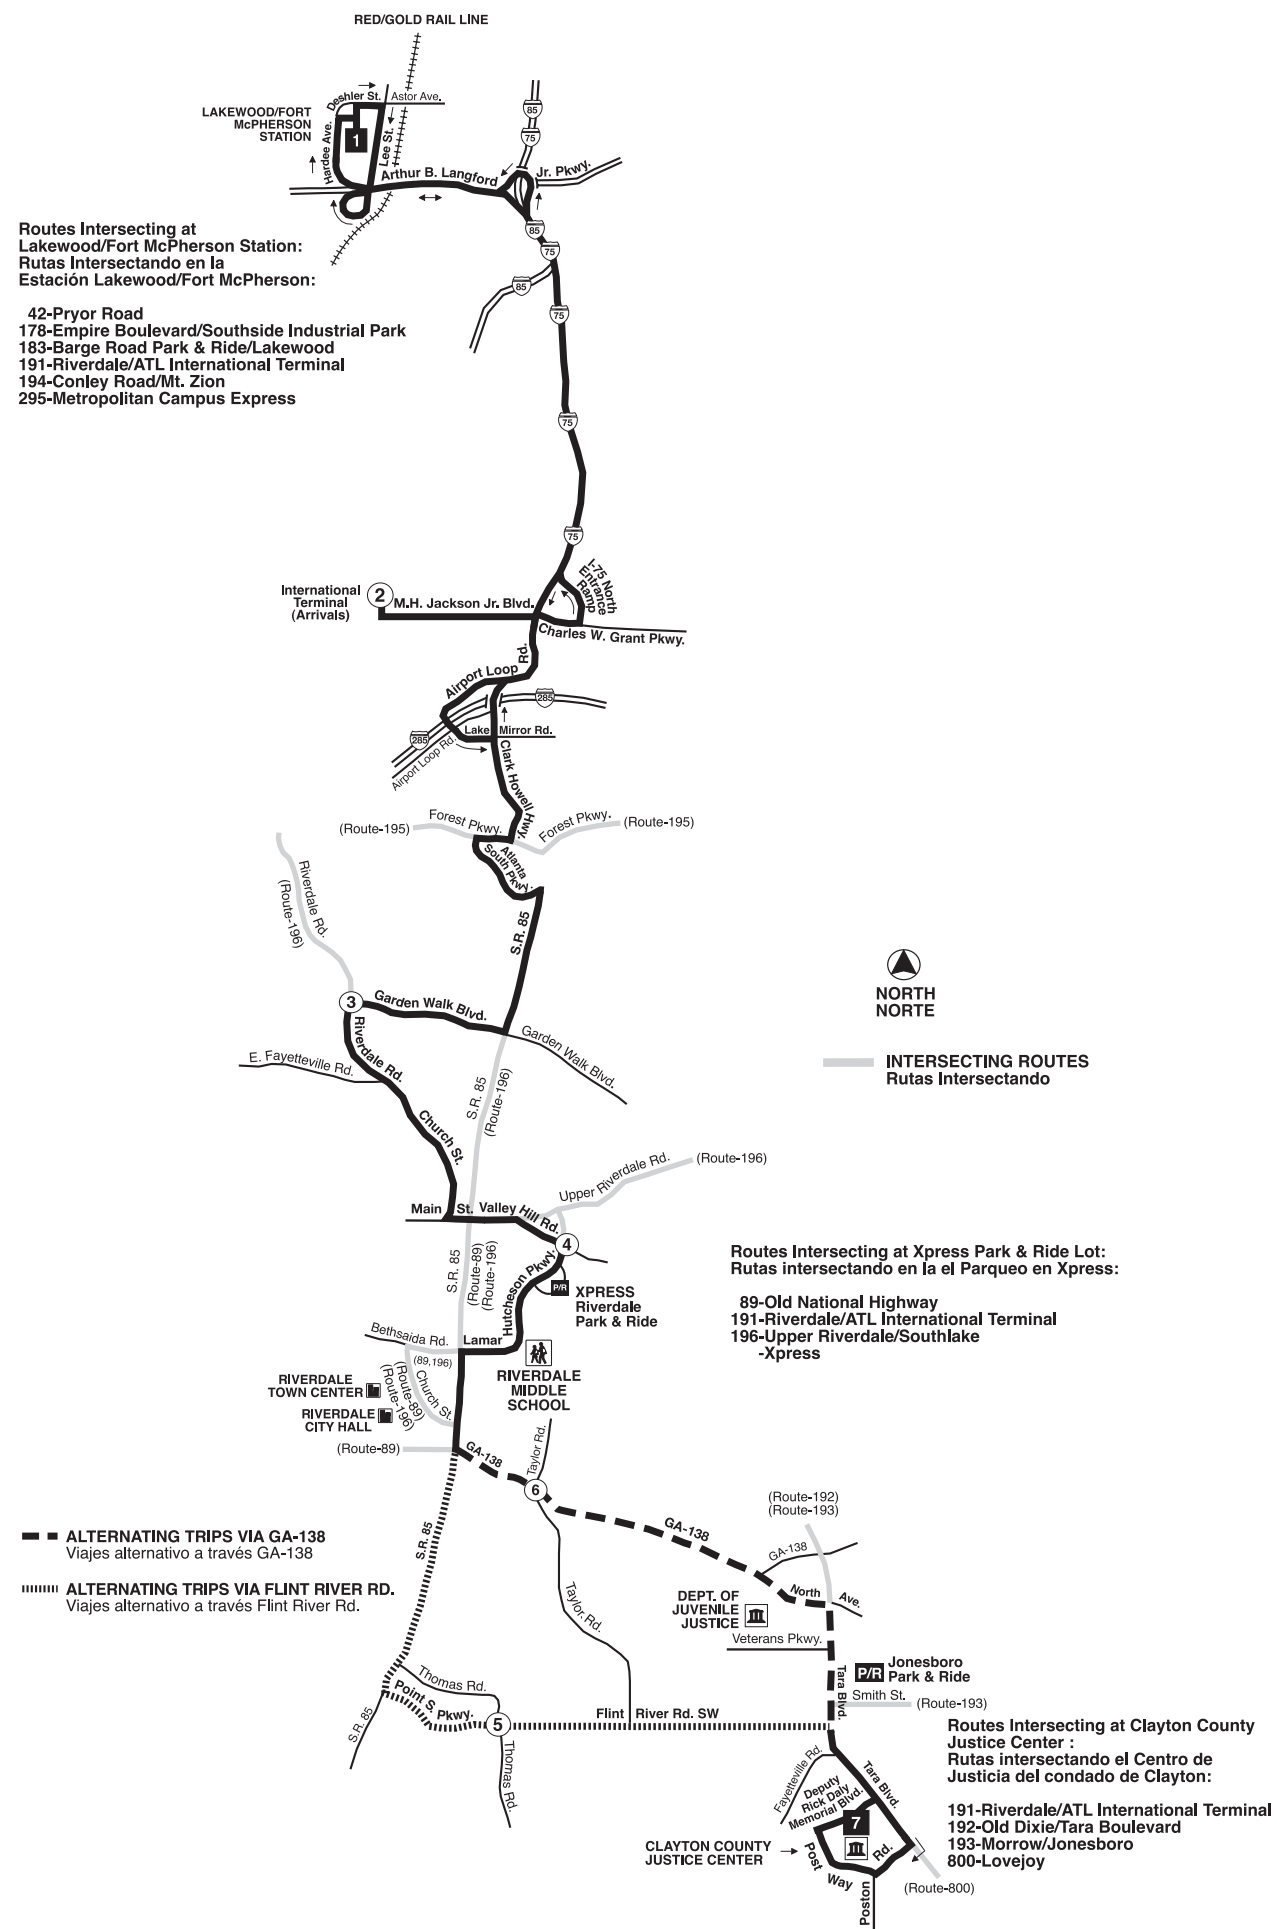 RED/GOLD RAIL LINE
Deshler St.
Astor Ave.
LAKEWOOD/FORT
McPHERSON
STATION
1
Hardee Ave.
Lee St.
85
75
Arthur B. Langford
Jr. Pkwy.
85
75
85
75
Routes Intersecting at
Lakewood/Fort McPherson Station:
Rutas Intersectando en la
Estación Lakewood/Fort McPherson:
42-Pryor Road
178-Empire Boulevard/Southside Industrial Park
183-Barge Road Park & Ride/Lakewood
191-Riverdale/ATL International Terminal
194-Conley Road/Mt. Zion
295-Metropolitan Campus Express
75
75
I-75 North
Entrance
Ramp
International
Terminal
(Arrivals)
2
M.H. Jackson Jr. Blvd.
Charles W. Grant Pkwy.
Airport Loop
Rd.
285
285
Lake
Mirror Rd.
Airport Loop Rd.
Clark Howell Hwy.
(Route-195)
Forest Pkwy.
Forest Pkwy.
(Route-195)
Atlanta
South Pkwy.
S.R. 85
Riverdale Rd.
(Route-196)
NORTH
NORTE
3
Garden Walk Blvd.
Garden Walk Blvd.
Riverdale Rd.
E. Fayetteville Rd.
INTERSECTING ROUTES
Rutas Intersectando
S.R. 85
(Route-196)
Church St.
Upper Riverdale Rd.
(Route-196)
Main
St.
Valley
Hill Rd.
4
S.R. 85
(Route-89)
(Route-196)
Hutcheson Pkwy.
P/R
XPRESS
Riverdale
Park & Ride
Routes Intersecting at Xpress Park & Ride Lot:
Rutas intersectando en la el Parqueo en Xpress:
89-Old National Highway
191-Riverdale/ATL International Terminal
196-Upper Riverdale/Southlake
-Xpress
Bethsaida Rd.
Lamar
(89,196)
RIVERDALE
MIDDLE
SCHOOL
RIVERDALE
TOWN CENTER
RIVERDALE
CITY HALL
(Route-89)
(Route-196)
Church St.
(Route-89)
GA-138
Taylor Rd.
6
GA-138
(Route-192)
(Route-193)
GA-138
North
Ave.
ALTERNATING TRIPS VIA GA-138
Viajes alternativo a través GA-138
ALTERNATING TRIPS VIA FLINT RIVER RD.
Viajes alternativo a través Flint River Rd.
S.R. 85
Taylor Rd.
DEPT. OF
JUVENILE
JUSTICE
Veterans Pkwy.
P/R
Jonesboro
Park & Ride
Tara Blvd.
Smith St.
(Route-193)
Thomas Rd.
Point S.
Pkwy.
5
Flint
River Rd. SW
S.R. 85
Thomas Rd.
Routes Intersecting at Clayton County
Justice Center :
Rutas intersectando el Centro de
Justicia del condado de Clayton:
191-Riverdale/ATL International Terminal
192-Old Dixie/Tara Boulevard
193-Morrow/Jonesboro
800-Lovejoy
Fayetteville Rd.
Tara Blvd.
Deputy
Rick Daly
Memorial Blvd.
7
CLAYTON COUNTY
JUSTICE CENTER
Post
Way
Rd.
Poston
(Route-800)